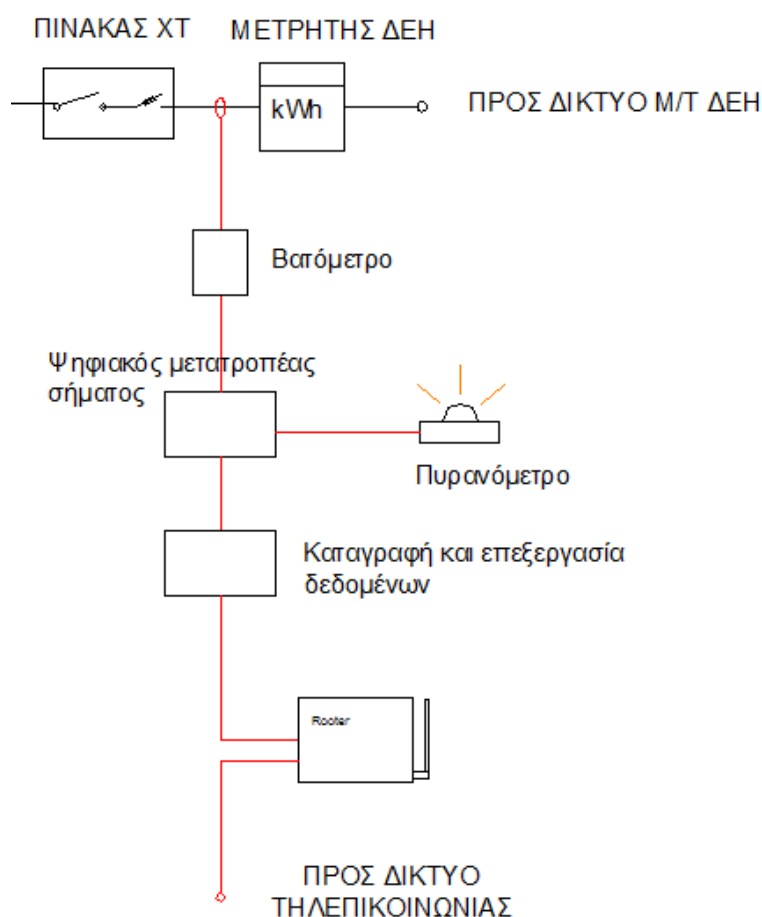 ΠΙΝΑΚΑΣ ΧΤ
ΜΕΤΡΗΤΗΣ ΔΕΗ
kWh
ΠΡΟΣ ΔΙΚΤΥΟ Μ/Τ ΔΕΗ
Βατόμετρο
Ψηφιακός μετατροπέας
σήματος
Πυρανόμετρο
Καταγραφή και επεξεργασία
δεδομένων
Rooter
ΠΡΟΣ ΔΙΚΤΥΟ
ΤΗΛΕΠΙΚΟΙΝΩΝΙΑΣ